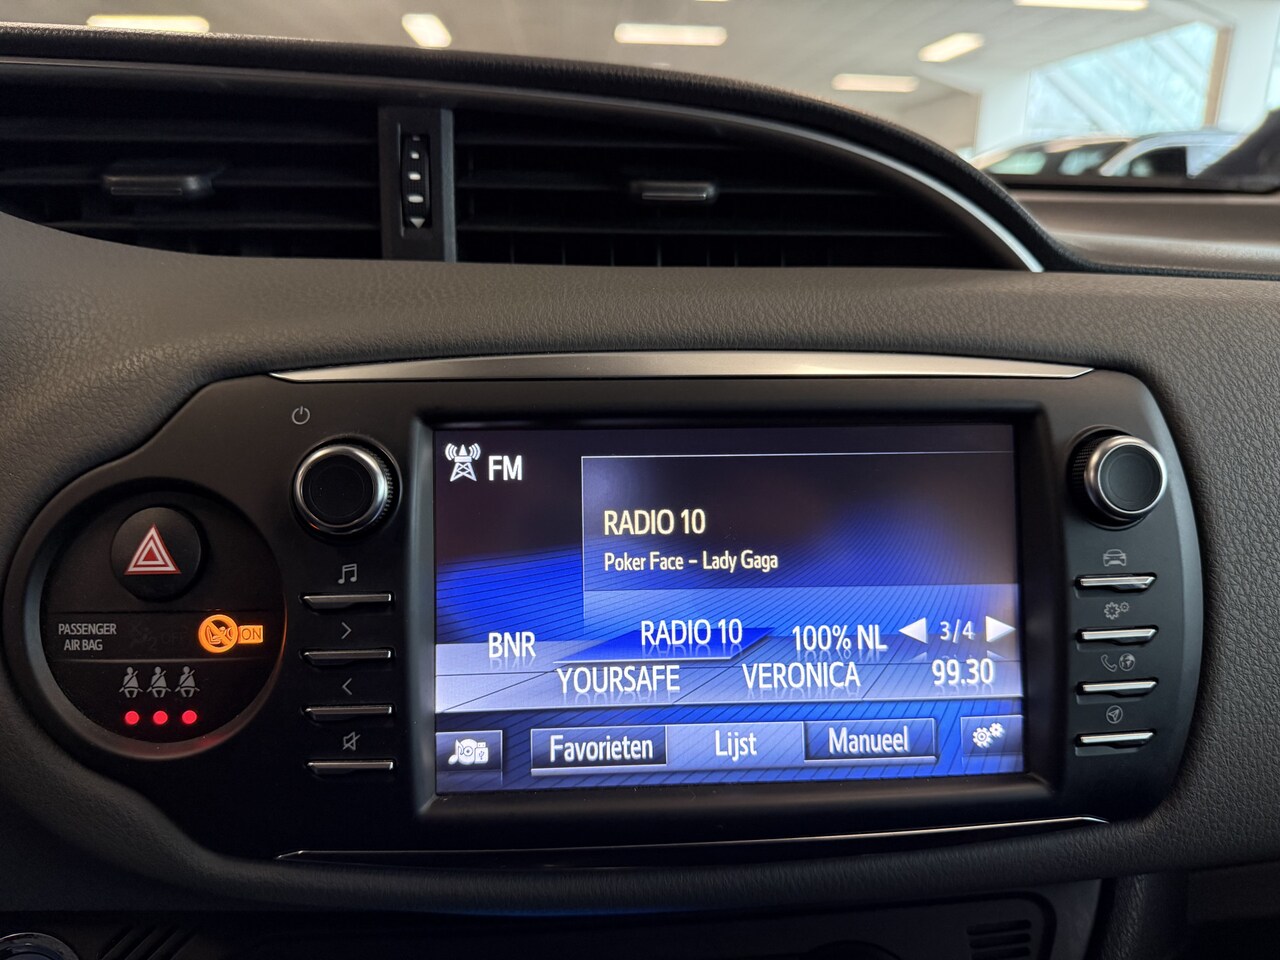 FM
RADIO 10
Poker Face – Lady Gaga
BNR RADIO 10 100% NL 3/4
YOURSAFE VERONICA 99.30
Favorieten Lijst Manueel
PASSENGER
AIR BAG
ON